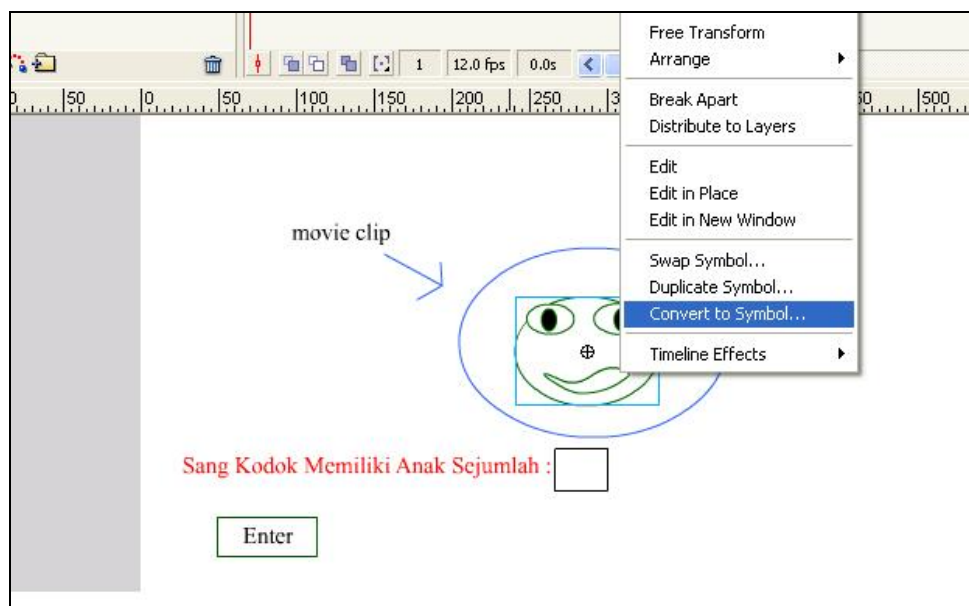 Free Transform
Arrange
1 12.0 fps 0.0s
50 0 50 100 150 200 250 3 50 500
Break Apart
Distribute to Layers
Edit
Edit in Place
Edit in New Window
movie clip
Swap Symbol...
Duplicate Symbol...
Convert to Symbol...
Timeline Effects
Sang Kodok Memiliki Anak Sejumlah :
Enter